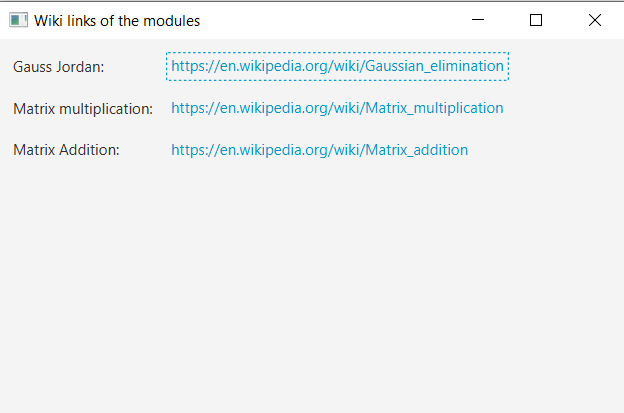 Wiki links of the modules
Gauss Jordan: https://en.wikipedia.org/wiki/Gaussian_elimination
Matrix multiplication: https://en.wikipedia.org/wiki/Matrix_multiplication
Matrix Addition: https://en.wikipedia.org/wiki/Matrix_addition